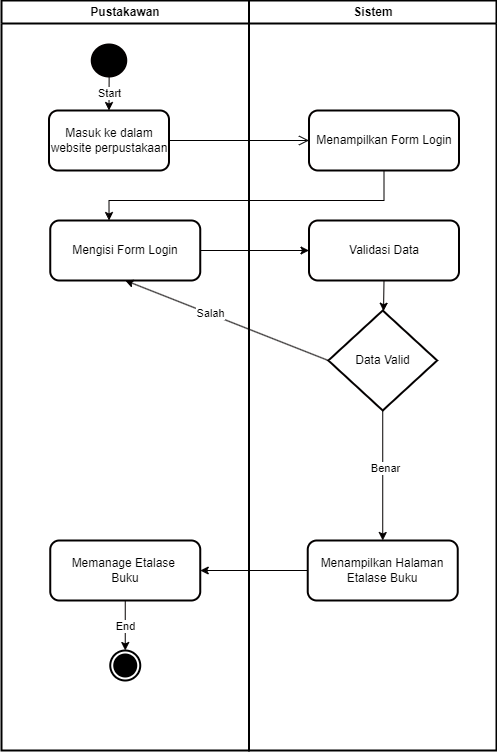 Pustakawan
Sistem
Start
Masuk ke dalam
website perpustakaan
Menampilkan Form Login
Mengisi Form Login
Validasi Data
Salah
Data Valid
Benar
Memanage Etalase
Buku
Menampilkan Halaman
Etalase Buku
End